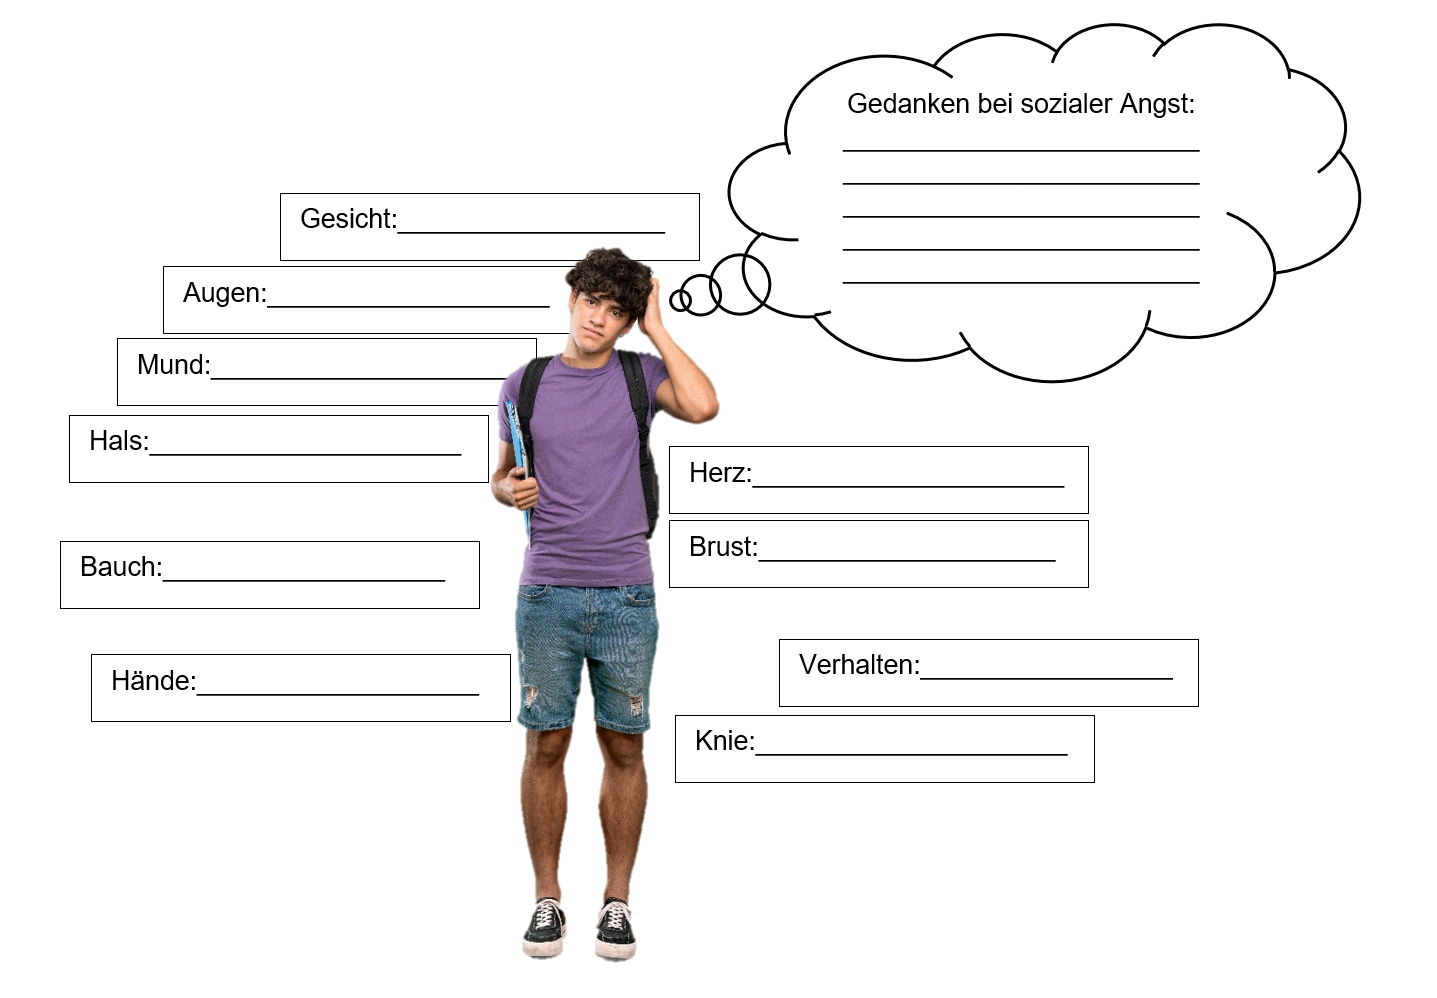 Gedanken bei sozialer Angst:
Gesicht:
Augen:
Mund:
Hals:
Herz:
Brust:
Bauch:
Verhalten:
Hände:
Knie: